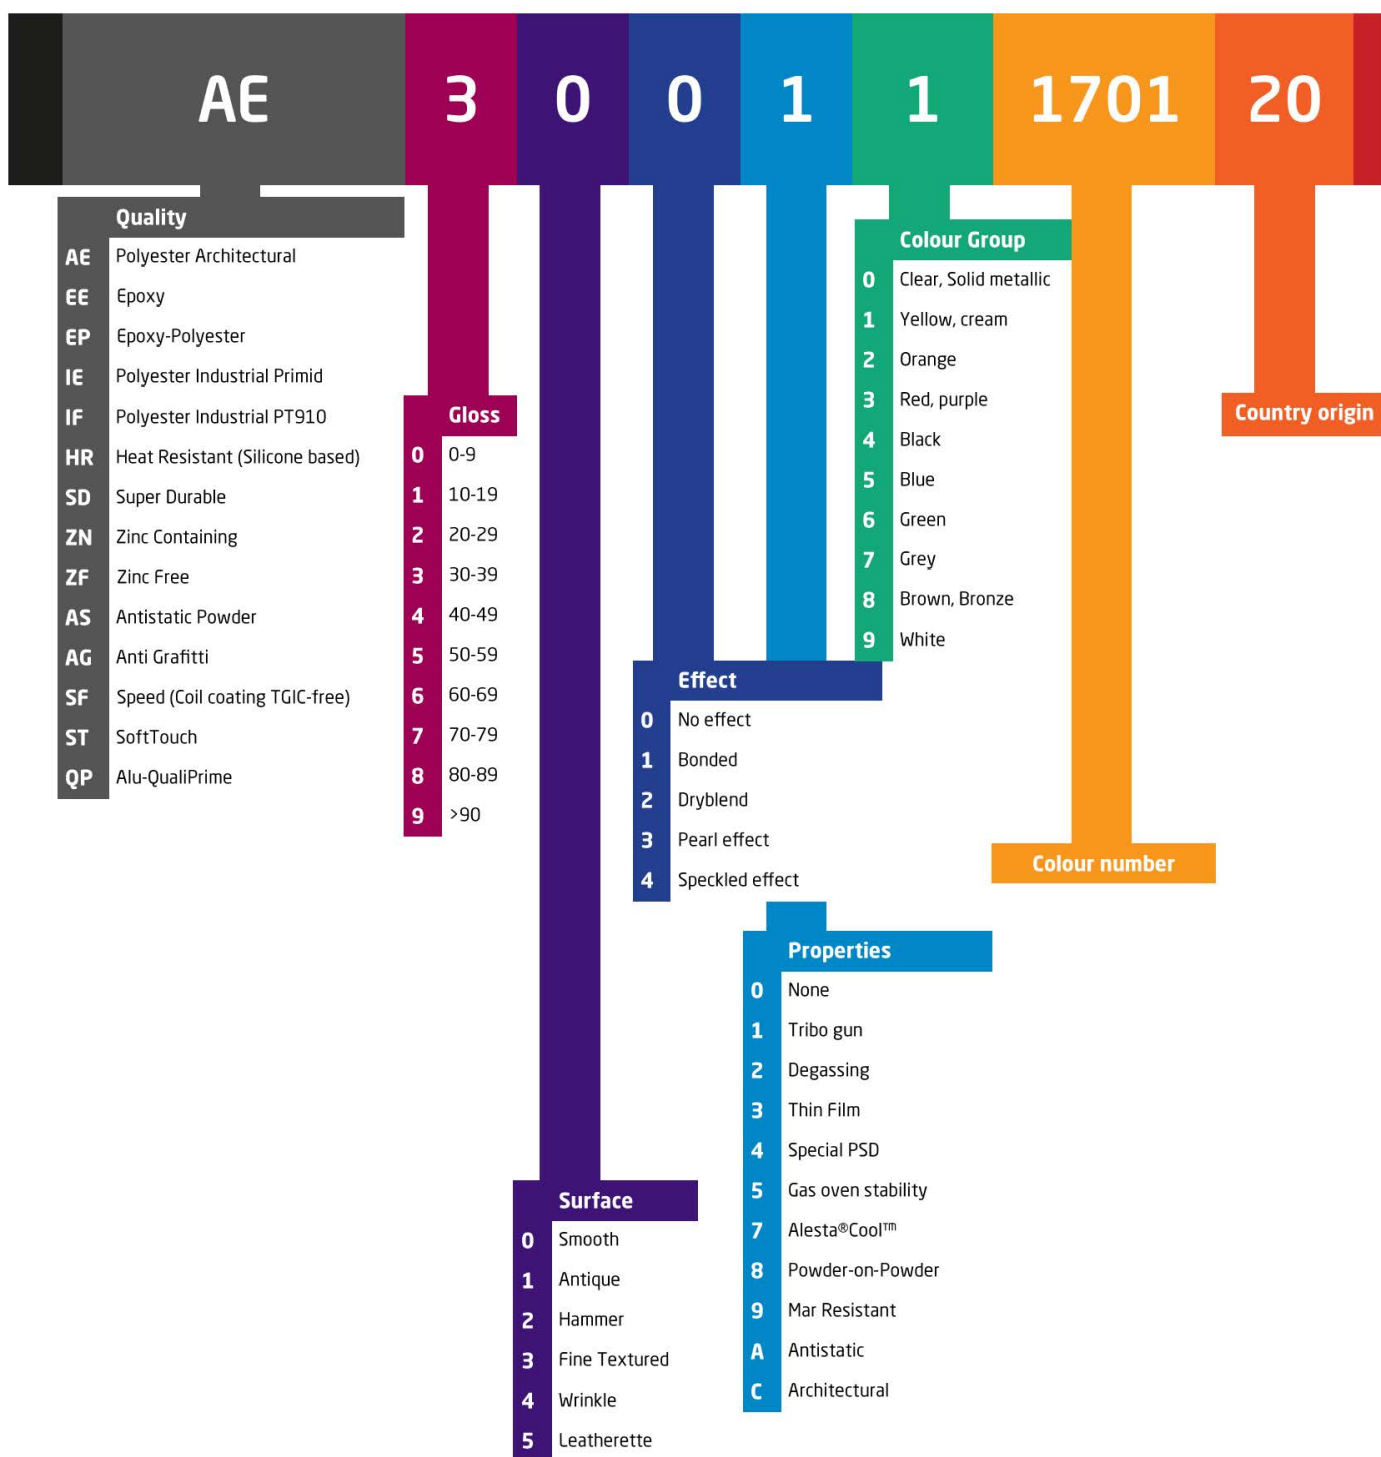 AE 3 0 0 1 1 1701 20
Quality
AE Polyester Architectural
EE Epoxy
EP Epoxy-Polyester
IE Polyester Industrial Primid
IF Polyester Industrial PT910
HR Heat Resistant (Silicone based)
SD Super Durable
ZN Zinc Containing
ZF Zinc Free
AS Antistatic Powder
AG Anti Grafitti
SF Speed (Coil coating TGIC-free)
ST SoftTouch
QP Alu-QualiPrime
Gloss
0 0-9
1 10-19
2 20-29
3 30-39
4 40-49
5 50-59
6 60-69
7 70-79
8 80-89
9 >90
Surface
0 Smooth
1 Antique
2 Hammer
3 Fine Textured
4 Wrinkle
5 Leatherette
Effect
0 No effect
1 Bonded
2 Dryblend
3 Pearl effect
4 Speckled effect
Properties
0 None
1 Tribo gun
2 Degassing
3 Thin Film
4 Special PSD
5 Gas oven stability
7 Alesta®Cool™
8 Powder-on-Powder
9 Mar Resistant
A Antistatic
C Architectural
Colour Group
0 Clear, Solid metallic
1 Yellow, cream
2 Orange
3 Red, purple
4 Black
5 Blue
6 Green
7 Grey
8 Brown, Bronze
9 White
Colour number
Country origin